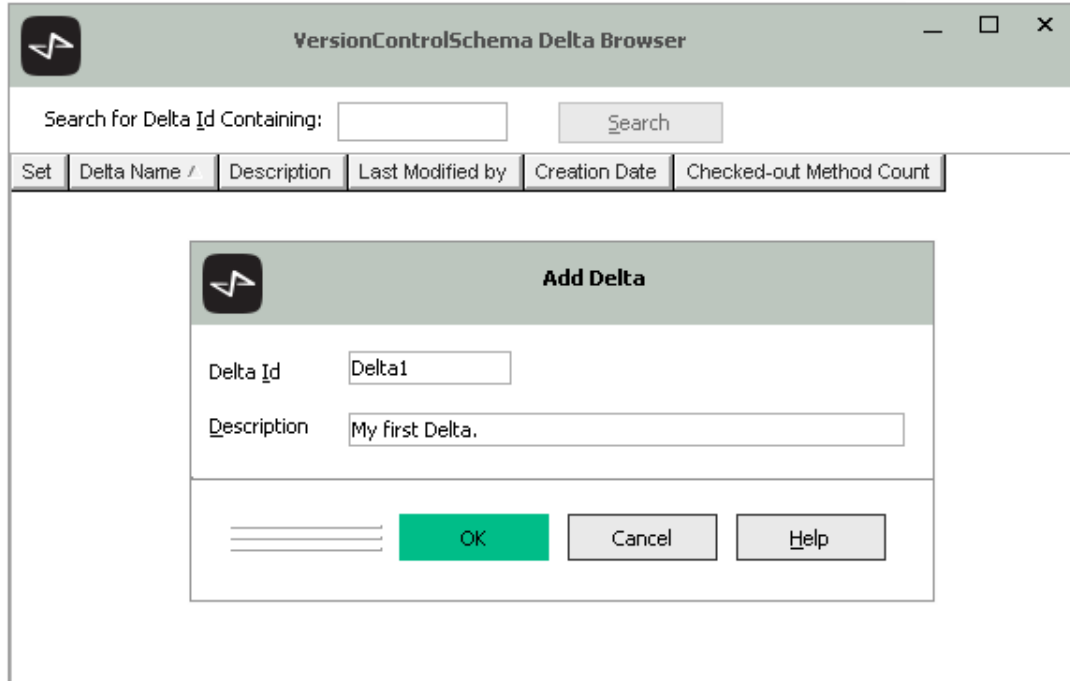 VersionControlSchema Delta Browser
Search for Delta Id Containing: Search
Set Delta Name Description Last Modified by Creation Date Checked-out Method Count
Add Delta
Delta Id Delta1
Description My first Delta.
OK Cancel Help